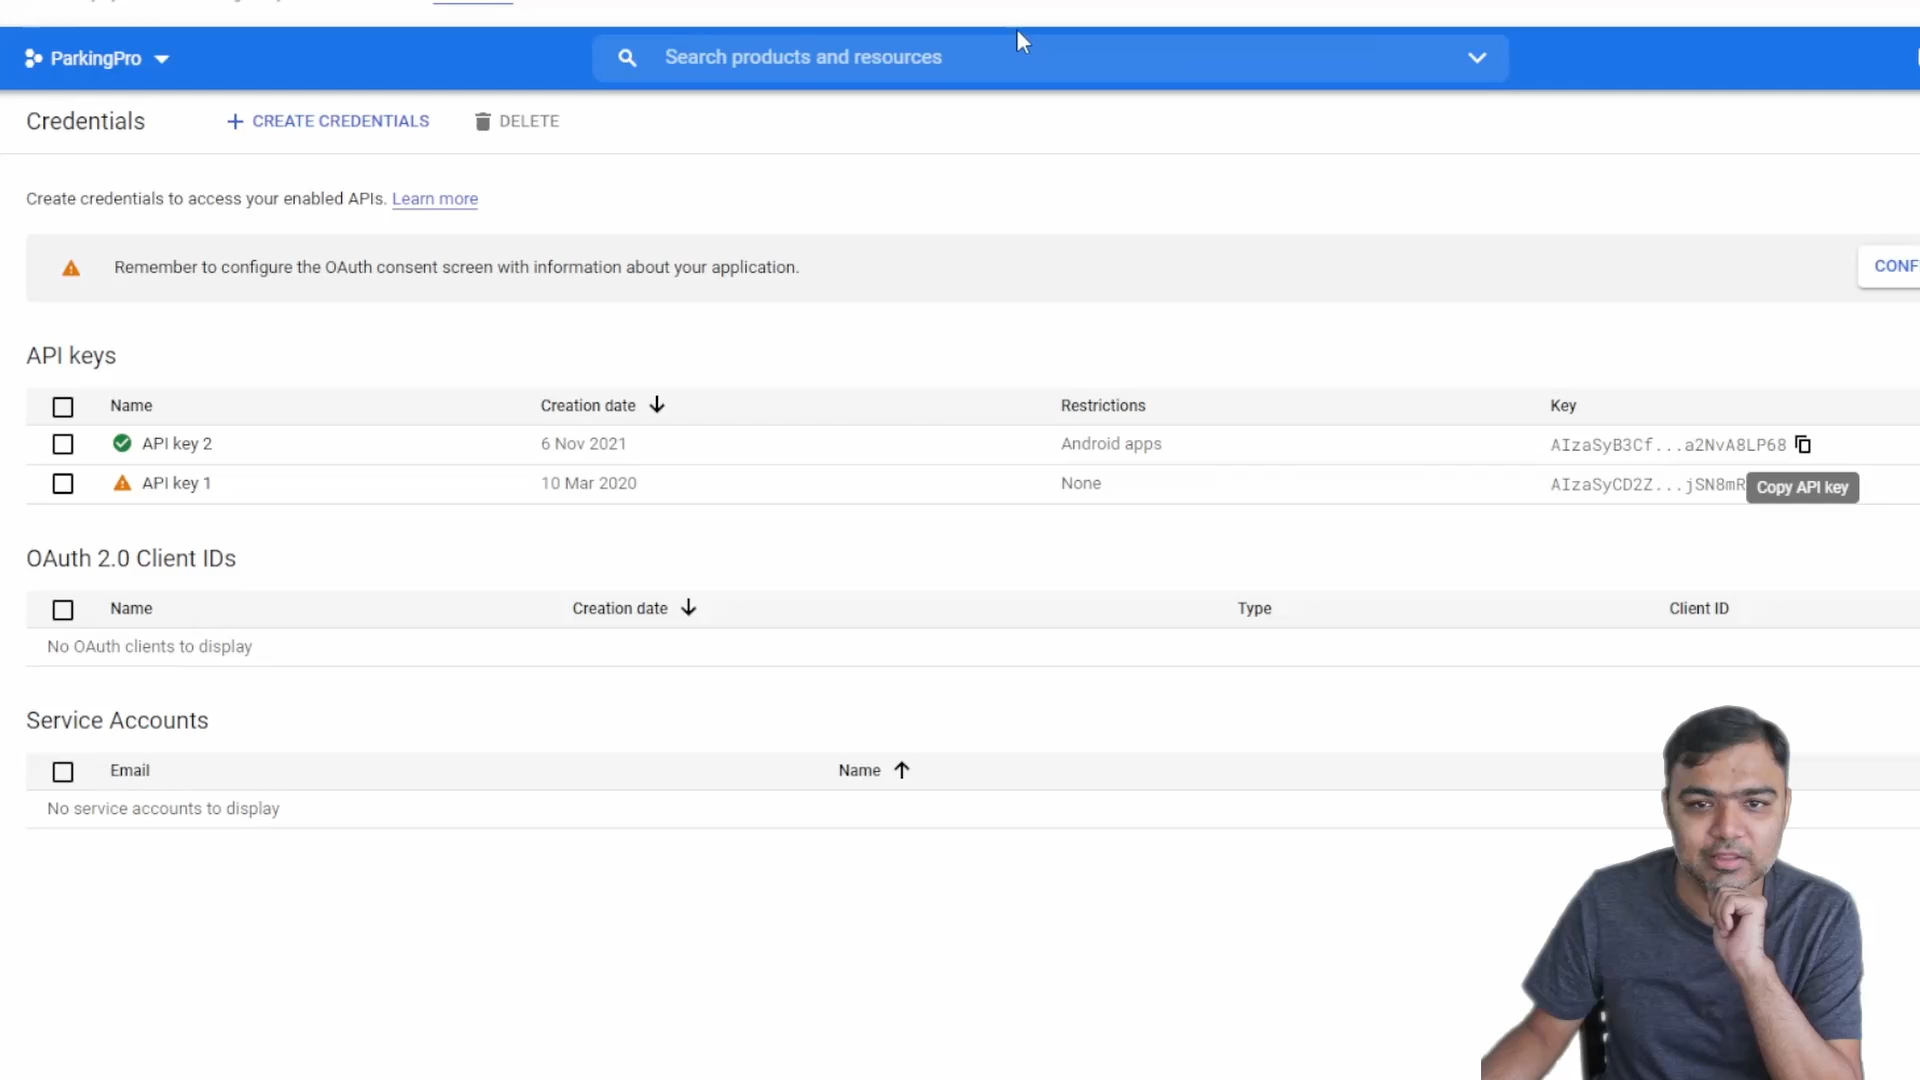 ParkingPro
Search products and resources
Credentials
CREATE CREDENTIALS
DELETE
Create credentials to access your enabled APIs. Learn more
Remember to configure the OAuth consent screen with information about your application.
CONF
API keys
Name Creation date Restrictions Key
API key 2 6 Nov 2021 Android apps AIzaSyB3Cf...a2NvA8LP68
API key 1 10 Mar 2020 None AIzaSyCD2Z...jSN8mR
Copy API key
OAuth 2.0 Client IDs
Name Creation date Type Client ID
No OAuth clients to display
Service Accounts
Email Name
No service accounts to display